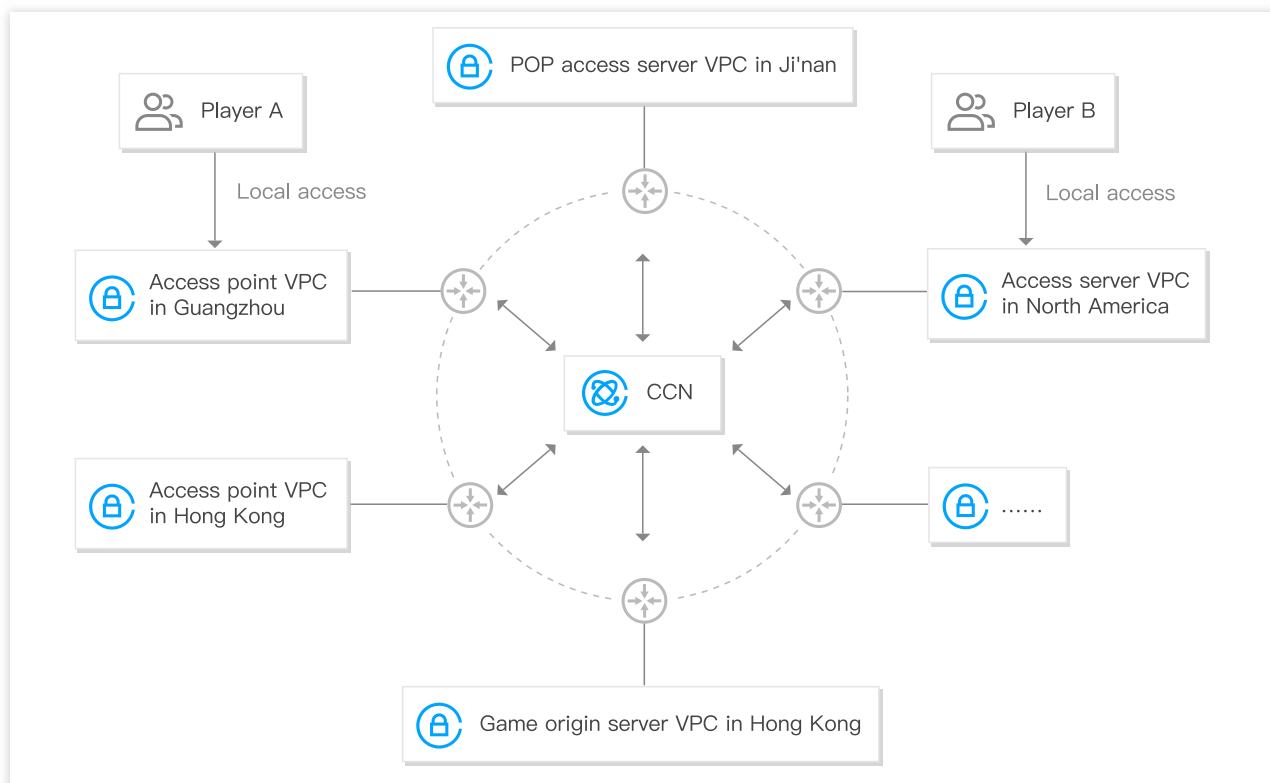 POP access server VPC in Ji'nan
Player A
Player B
Local access
Local access
Access point VPC
in Guangzhou
Access server VPC
in North America
CCN
Access point VPC
in Hong Kong
......
Game origin server VPC in Hong Kong